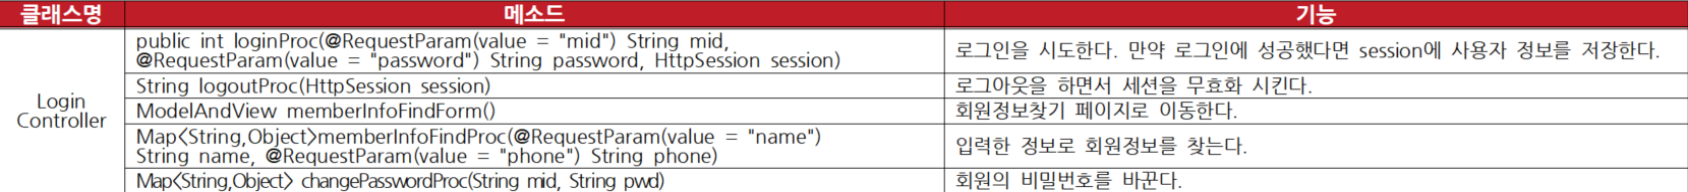 클래스명 메소드 기능
Login
Controller
public int loginProc(@RequestParam(value = "mid") String mid,
@RequestParam(value = "password") String password, HttpSession session)
로그인을 시도한다. 만약 로그인에 성공했다면 session에 사용자 정보를 저장한다.
String logoutProc(HttpSession session)
로그아웃을 하면서 세션을 무효화 시킨다.
ModelAndView memberInfoFindForm()
회원정보찾기 페이지로 이동한다.
Map<String,Object>memberInfoFindProc(@RequestParam(value = "name")
String name, @RequestParam(value = "phone") String phone)
입력한 정보로 회원정보를 찾는다.
Map<String,Object> changePasswordProc(String mid, String pwd)
회원의 비밀번호를 바꾼다.